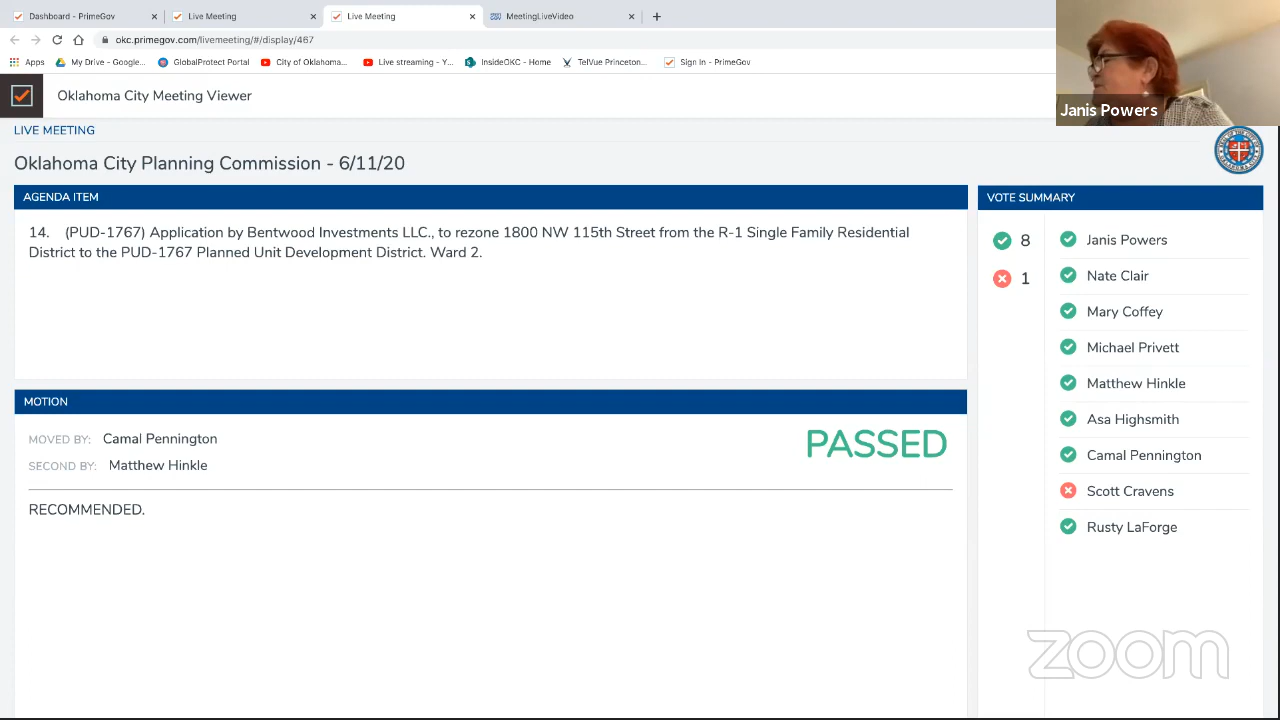 Dashboard - PrimeGov
Live Meeting
Live Meeting
MeetingLiveVideo
okc.primegov.com/livemeeting/#/display/467
Apps
My Drive - Google...
GlobalProtect Portal
City of Oklahoma...
Live streaming - Y...
InsideOKC - Home
TelVue Princeton...
Sign In - PrimeGov
Janis Powers
Oklahoma City Meeting Viewer
LIVE MEETING
Oklahoma City Planning Commission - 6/11/20
AGENDA ITEM
14. (PUD-1767) Application by Bentwood Investments LLC., to rezone 1800 NW 115th Street from the R-1 Single Family Residential
District to the PUD-1767 Planned Unit Development District. Ward 2.
MOTION
MOVED BY: Camal Pennington
SECOND BY: Matthew Hinkle
PASSED
RECOMMENDED.
VOTE SUMMARY
8
1
Janis Powers
Nate Clair
Mary Coffey
Michael Privett
Matthew Hinkle
Asa Highsmith
Camal Pennington
Scott Cravens
Rusty LaForge
zoom